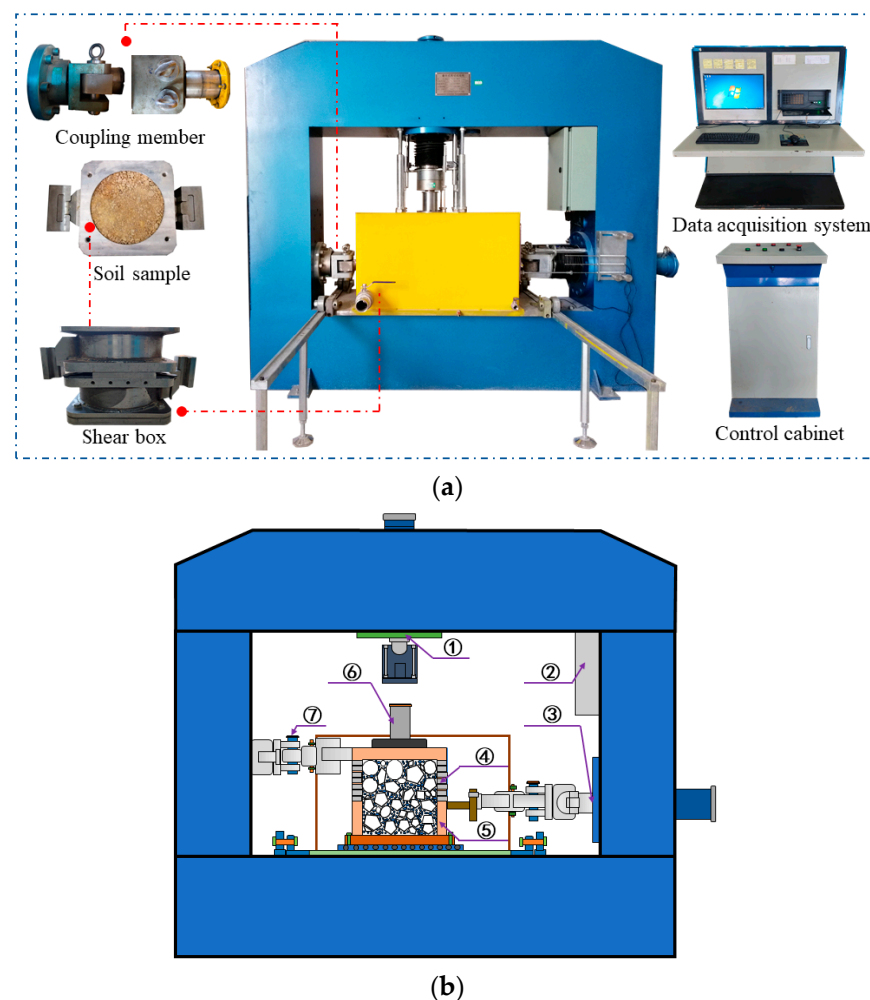 Coupling member
Soil sample
Shear box
Data acquisition system
Control cabinet
(a)
①
②
③
④
⑤
⑥
⑦
(b)